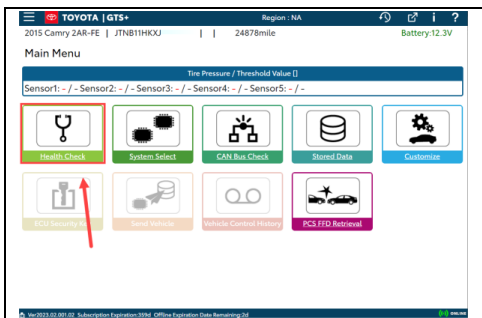 TOYOTA | GTS+ Region : NA
2015 Camry 2AR-FE | JTNB11HKXJ | | 24878mile Battery:12.3V
Main Menu
Tire Pressure / Threshold Value []
Sensor1: - / - Sensor2: - / - Sensor3: - / - Sensor4: - / - Sensor5: - / -
Health Check System Select CAN Bus Check Stored Data Customize
ECU Security Key Send Vehicle Vehicle Control History PCS FFD Retrieval
Ver2023.02.001.02 Subscription Expiration:359d Offline Expiration Date Remaining:2d ONLINE